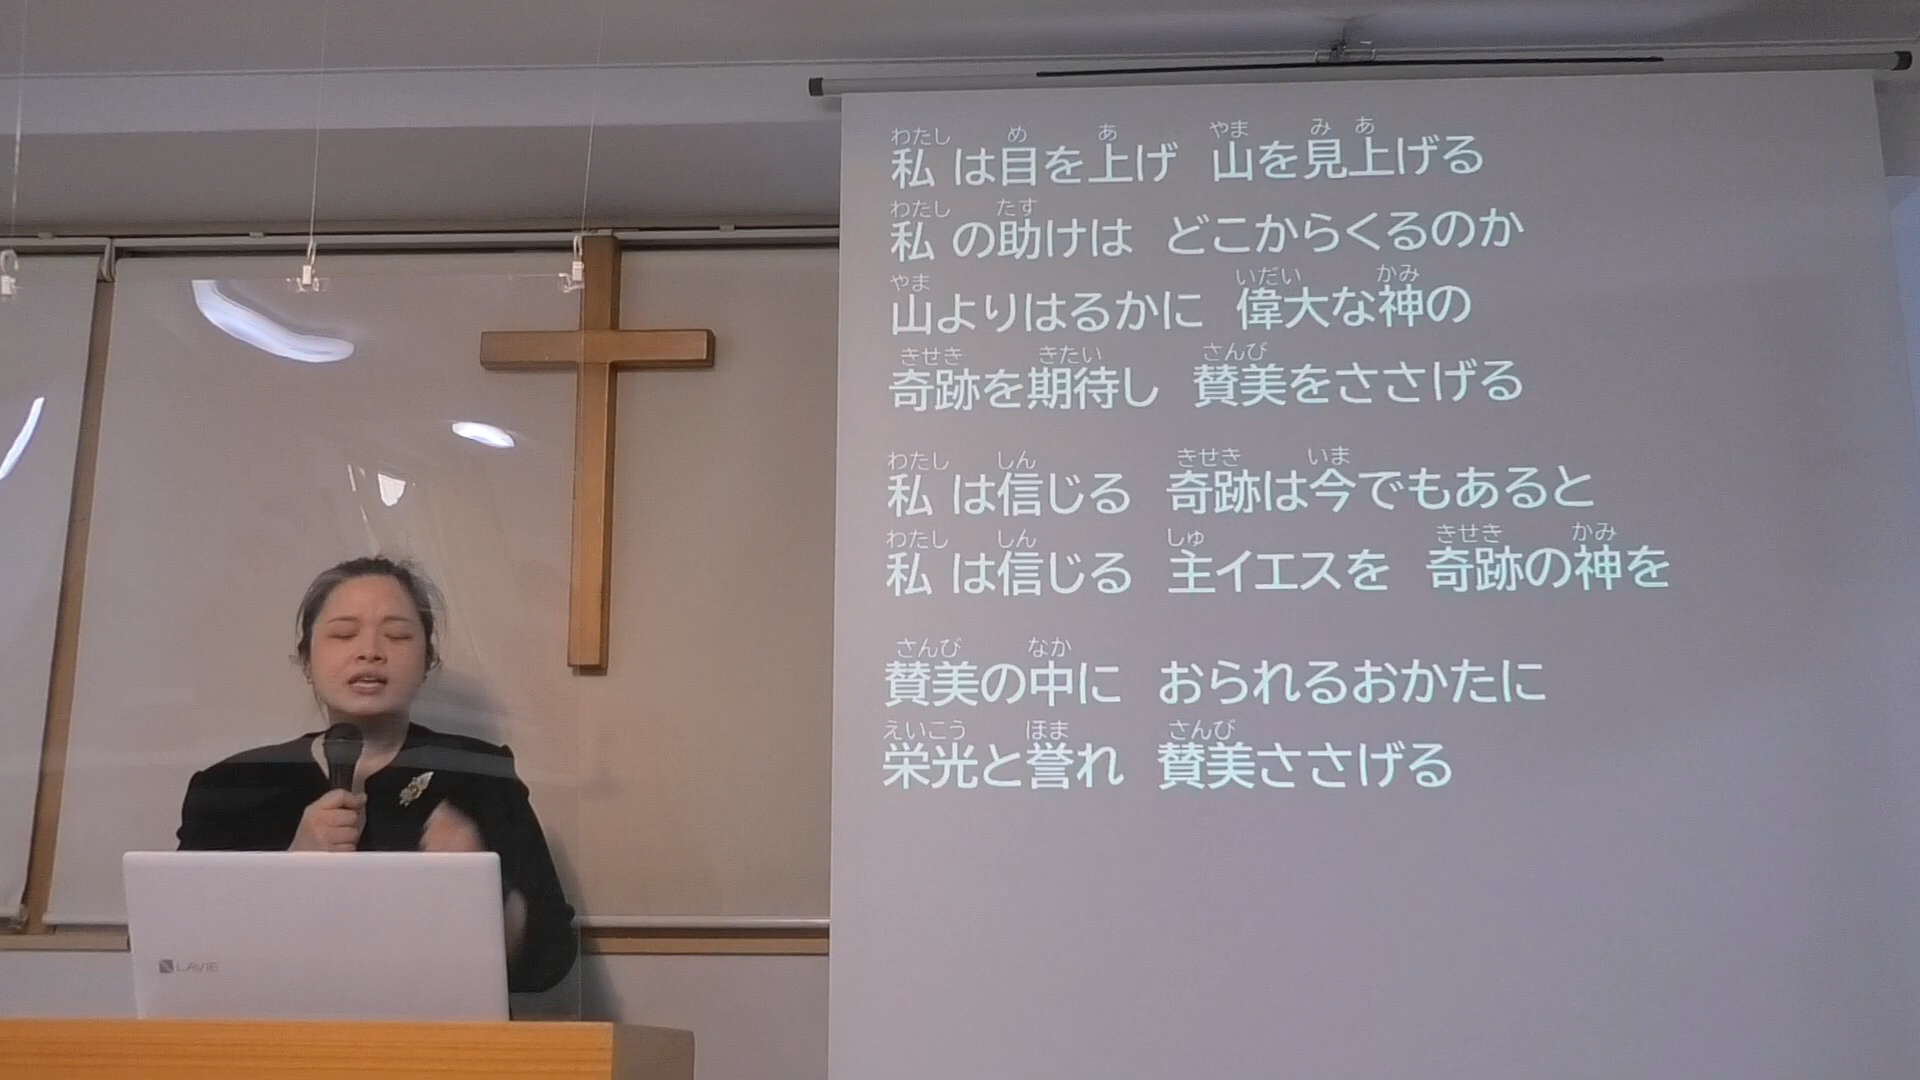 わたし め あ やま み あ
私は目を上げ 山を見上げる
わたし たす
私の助けは どこからくるのか
やま いだい かみ
山よりはるかに 偉大な神の
きせき きたい さんび
奇跡を期待し 賛美をささげる
わたし しん きせき いま
私は信じる 奇跡は今でもあると
わたし しん しゅ きせき かみ
私は信じる 主イエスを 奇跡の神を
さんび なか
賛美の中に おられるおかたに
えいこう ほま さんび
栄光と誉れ 賛美ささげる
LAVIE